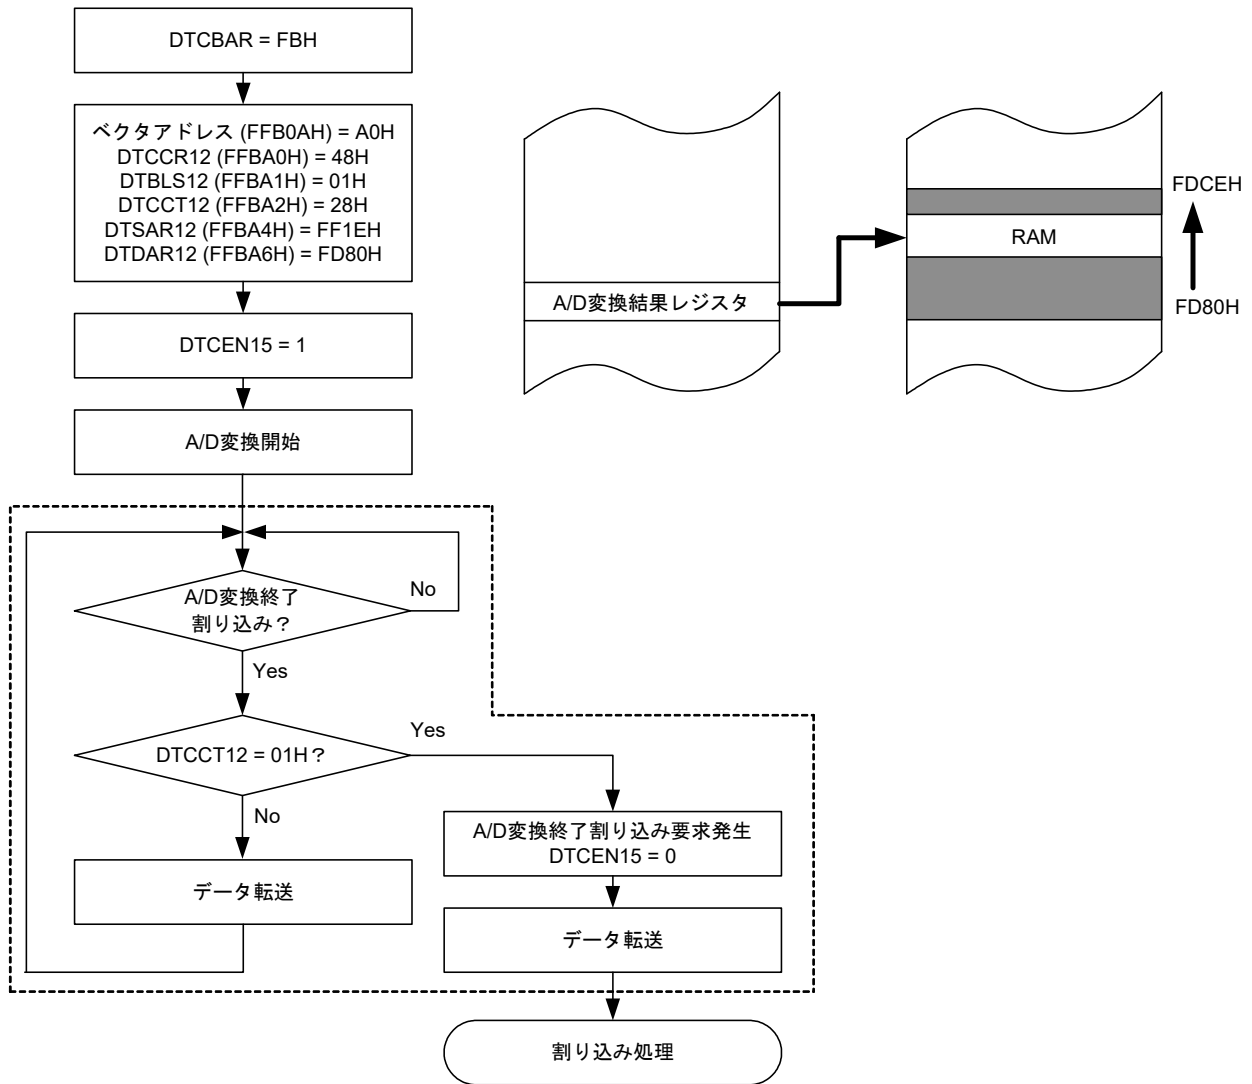 DTCBAR = FBH
ベクタアドレス (FFB0AH) = A0H
DTCCR12 (FFBA0H) = 48H
DTBLS12 (FFBA1H) = 01H
DTCCT12 (FFBA2H) = 28H
DTSAR12 (FFBA4H) = FF1EH
DTDAR12 (FFBA6H) = FD80H
DTCEN15 = 1
A/D変換開始
A/D変換終了
割り込み？
No
Yes
DTCCT12 = 01H？
Yes
No
データ転送
A/D変換終了割り込み要求発生
DTCEN15 = 0
データ転送
割り込み処理
A/D変換結果レジスタ
FDCEH
RAM
FD80H